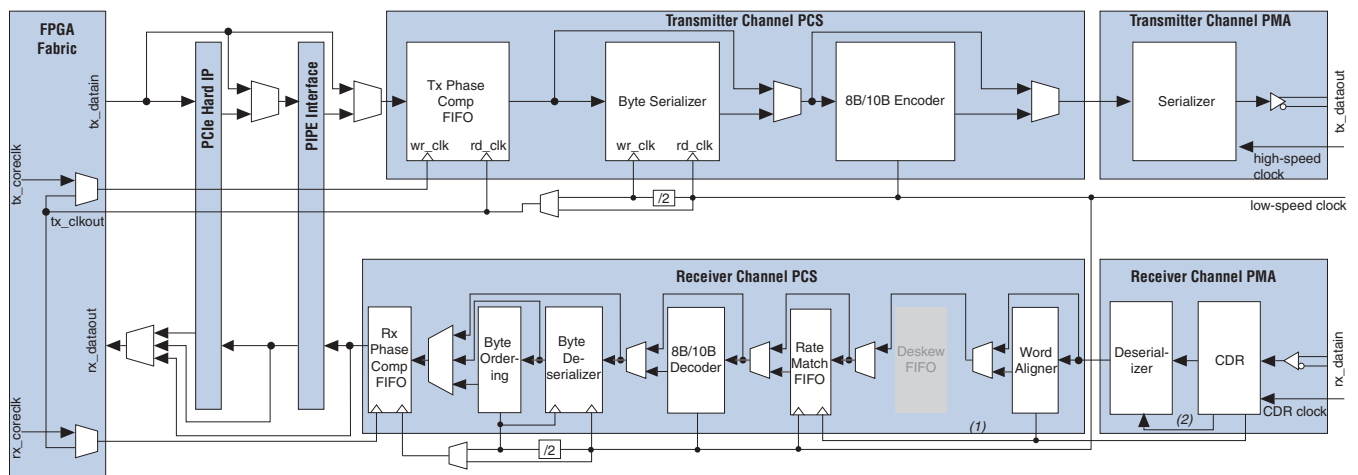 FPGA
Fabric
Transmitter Channel PCS
Transmitter Channel PMA
tx_datain
PCIe Hard IP
PIPE Interface
Tx Phase
Comp
FIFO
wr_clk
rd_clk
Byte Serializer
wr_clk
rd_clk
8B/10B Encoder
Serializer
tx_dataout
high-speed
clock
tx_coreclk
/2
low-speed clock
tx_clkout
Receiver Channel PCS
Receiver Channel PMA
rx_dataout
Rx
Phase
Comp
FIFO
Byte
Order-
ing
Byte
De-
serializer
8B/10B
Decoder
Rate
Match
FIFO
Deskew
FIFO
Word
Aligner
Deserial-
izer
CDR
rx_datain
CDR clock
rx_coreclk
(1)
(2)
/2